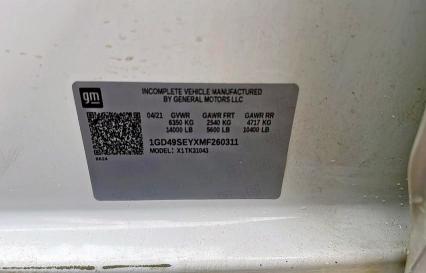 gm
INCOMPLETE VEHICLE MANUFACTURED
BY GENERAL MOTORS LLC
04/21 GVWR GAWR FRT GAWR RR
6350 KG 2540 KG 4717 KG
14000 LB 5600 LB 10400 LB
1GD49SEYXMF260311
MODEL: X1TK31043